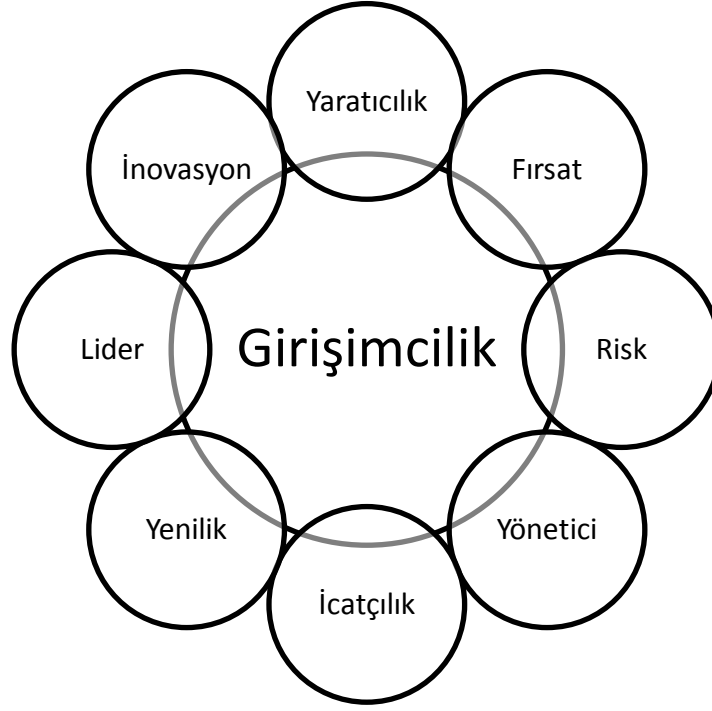 Yaratıcılık
İnovasyon
Fırsat
Lider
Girişimcilik
Risk
Yenilik
Yönetici
İcatçılık